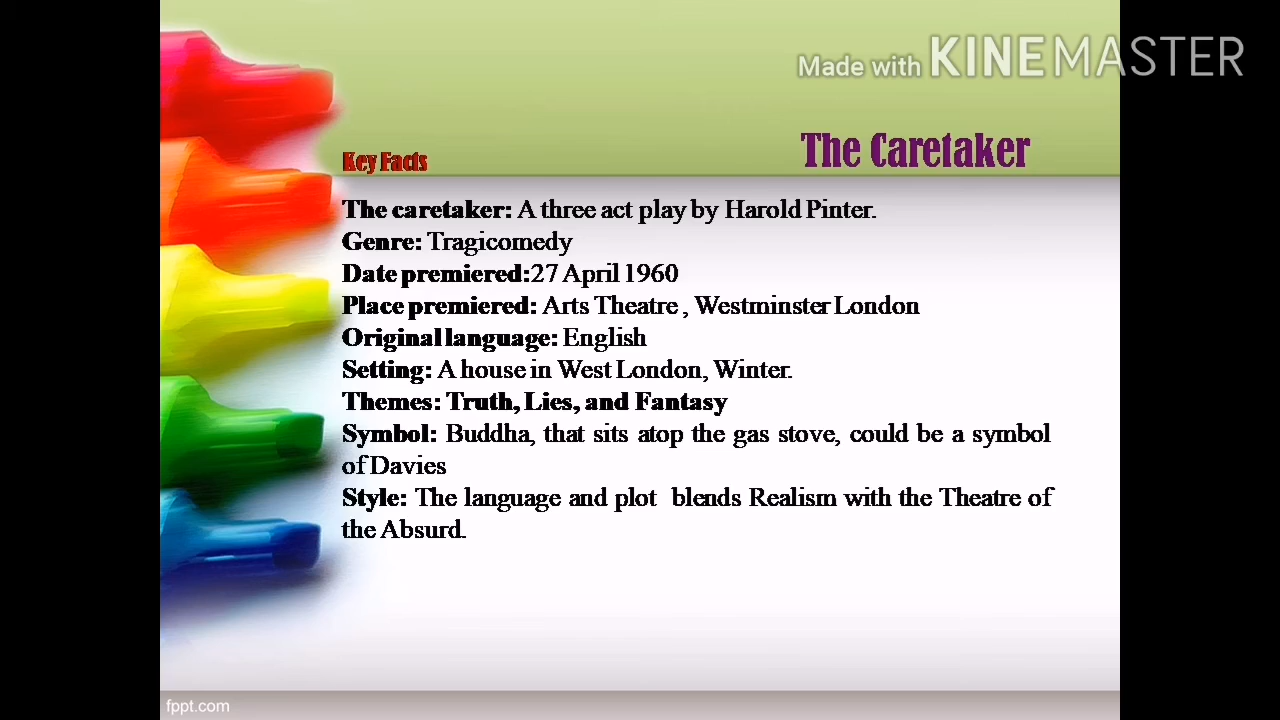 Made with KINEMASTER
The Caretaker
Key Facts
The caretaker: A three act play by Harold Pinter.
Genre: Tragicomedy
Date premiered:27 April 1960
Place premiered: Arts Theatre , Westminster London
Original language: English
Setting: A house in West London, Winter.
Themes: Truth, Lies, and Fantasy
Symbol: Buddha, that sits atop the gas stove, could be a symbol
of Davies
Style: The language and plot blends Realism with the Theatre of
the Absurd.
fppt.com